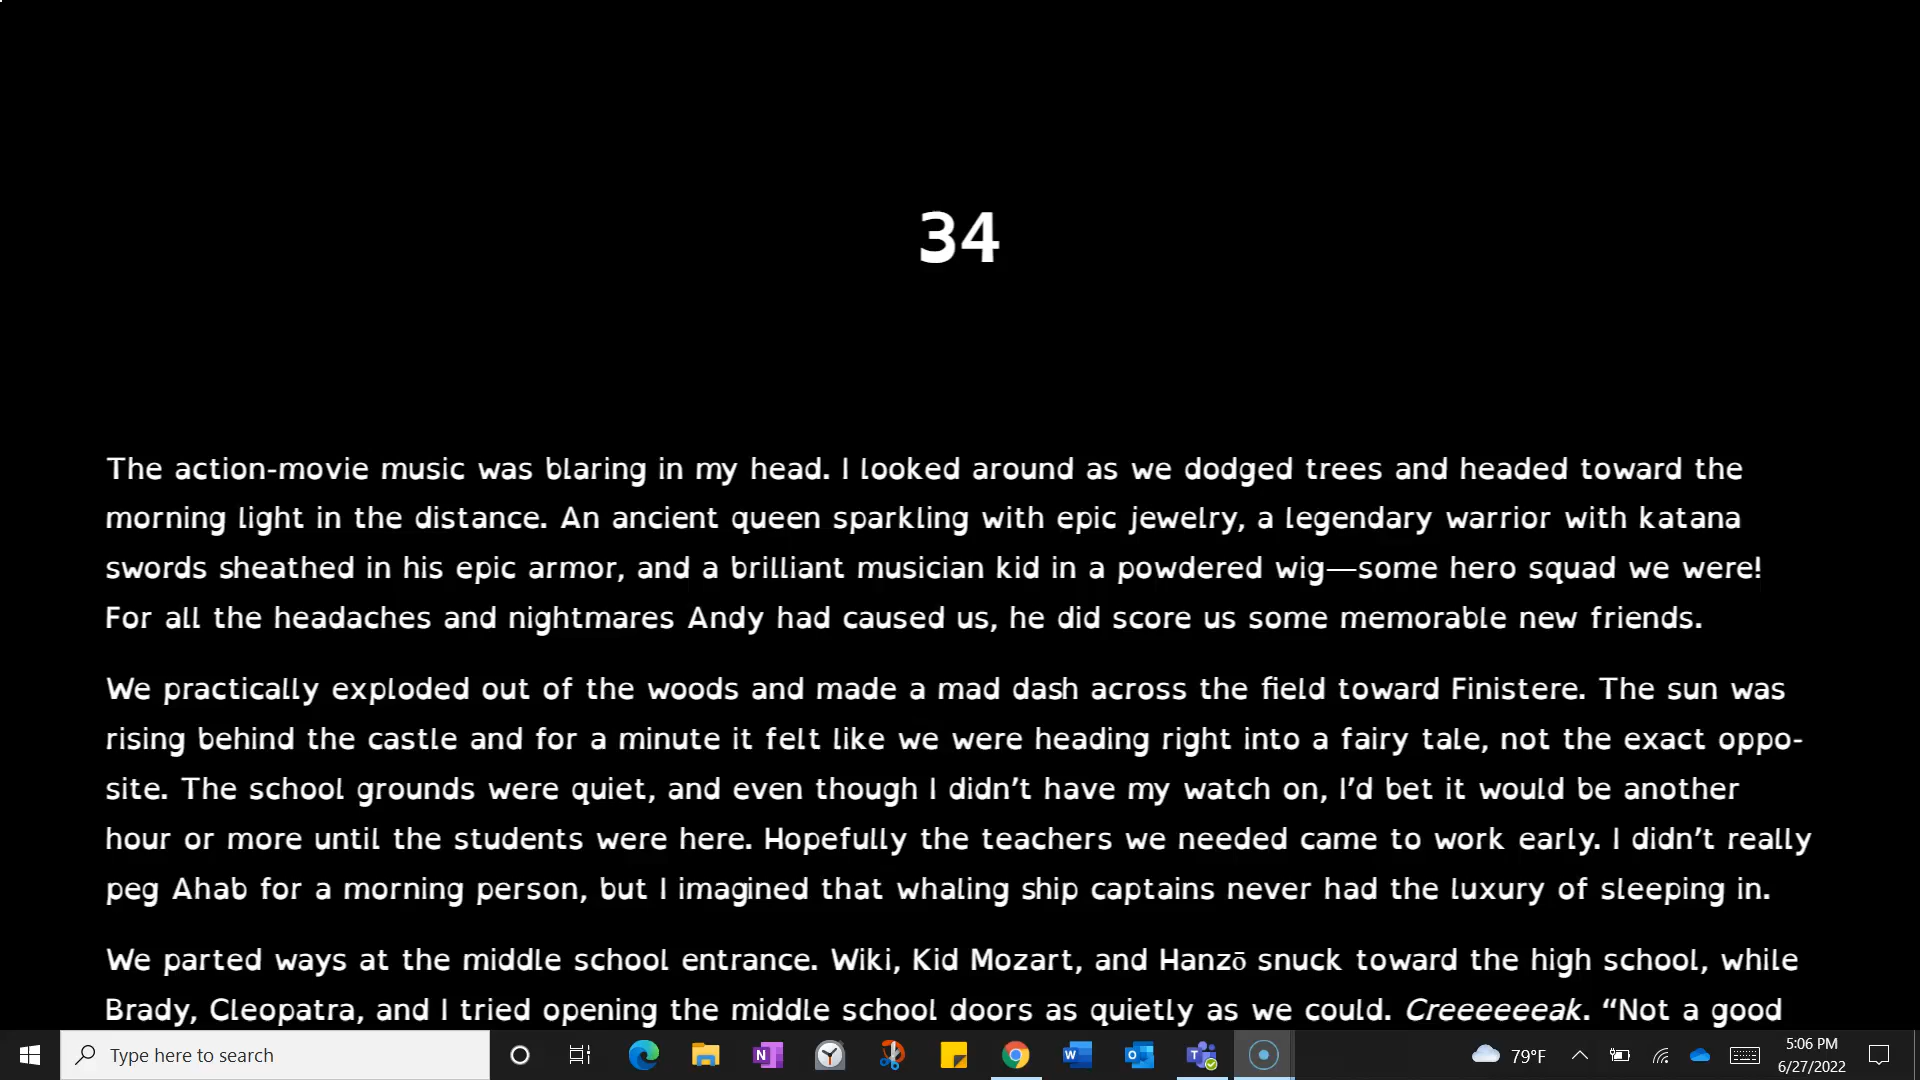 34
The action-movie music was blaring in my head. I looked around as we dodged trees and headed toward the
morning light in the distance. An ancient queen sparkling with epic jewelry, a legendary warrior with katana
swords sheathed in his epic armor, and a brilliant musician kid in a powdered wig—some hero squad we were!
For all the headaches and nightmares Andy had caused us, he did score us some memorable new friends.
We practically exploded out of the woods and made a mad dash across the field toward Finistere. The sun was
rising behind the castle and for a minute it felt like we were heading right into a fairy tale, not the exact oppo-
site. The school grounds were quiet, and even though I didn’t have my watch on, I’d bet it would be another
hour or more until the students were here. Hopefully the teachers we needed came to work early. I didn’t really
peg Ahab for a morning person, but I imagined that whaling ship captains never had the luxury of sleeping in.
We parted ways at the middle school entrance. Wiki, Kid Mozart, and Hanzō snuck toward the high school, while
Brady, Cleopatra, and I tried opening the middle school doors as quietly as we could. Creeeeeeak. “Not a good
Type here to search
N
W
O
T
79°F
5:06 PM
6/27/2022